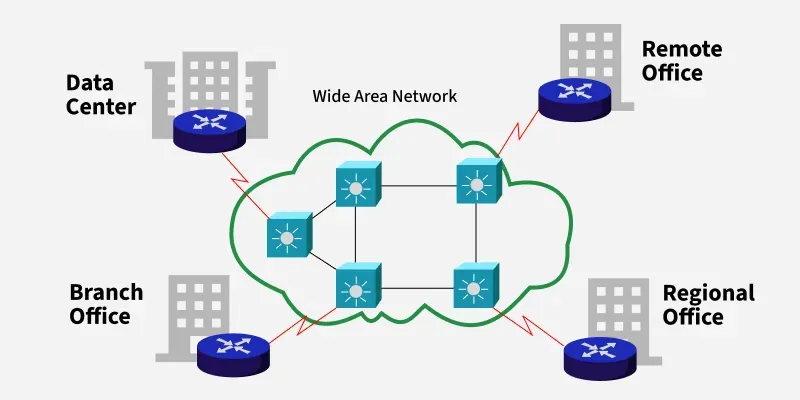 Data
Center
Wide Area Network
Remote
Office
Branch
Office
Regional
Office